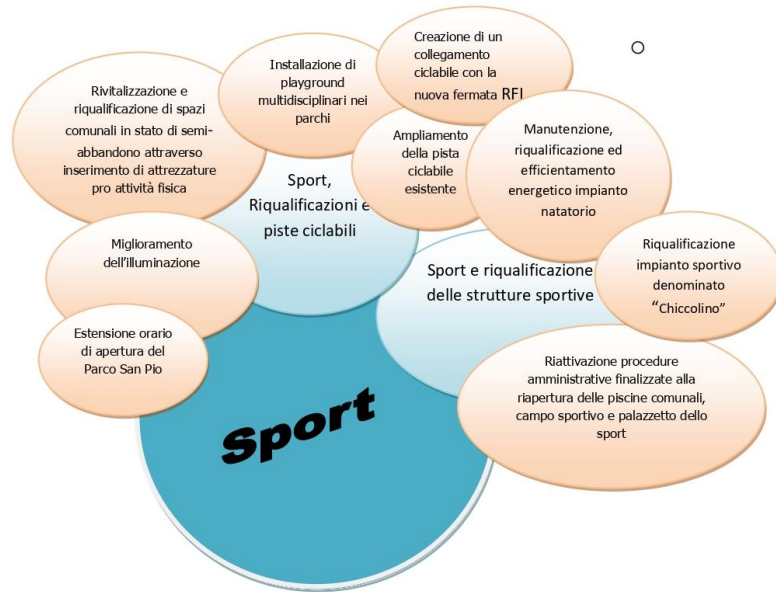 Creazione di un
collegamento
ciclabile con la
nuova fermata RFI
Installazione di
playground
multidisciplinari nei
parchi
Rivitalizzazione e
riqualificazione di spazi
comunali in stato di semi-
abbandono attraverso
inserimento di attrezzature
pro attività fisica
Ampliamento
della pista
ciclabile
esistente
Manutenzione,
riqualificazione ed
efficientamento
energetico impianto
natatorio
Sport,
Riqualificazioni e
piste ciclabili
Miglioramento
dell'illuminazione
Sport e riqualificazione
delle strutture sportive
Riqualificazione
impianto sportivo
denominato
“Chiccolino”
Estensione orario
di apertura del
Parco San Pio
Riattivazione procedure
amministrative finalizzate alla
riapertura delle piscine comunali,
campo sportivo e palazzetto dello
sport
Sport